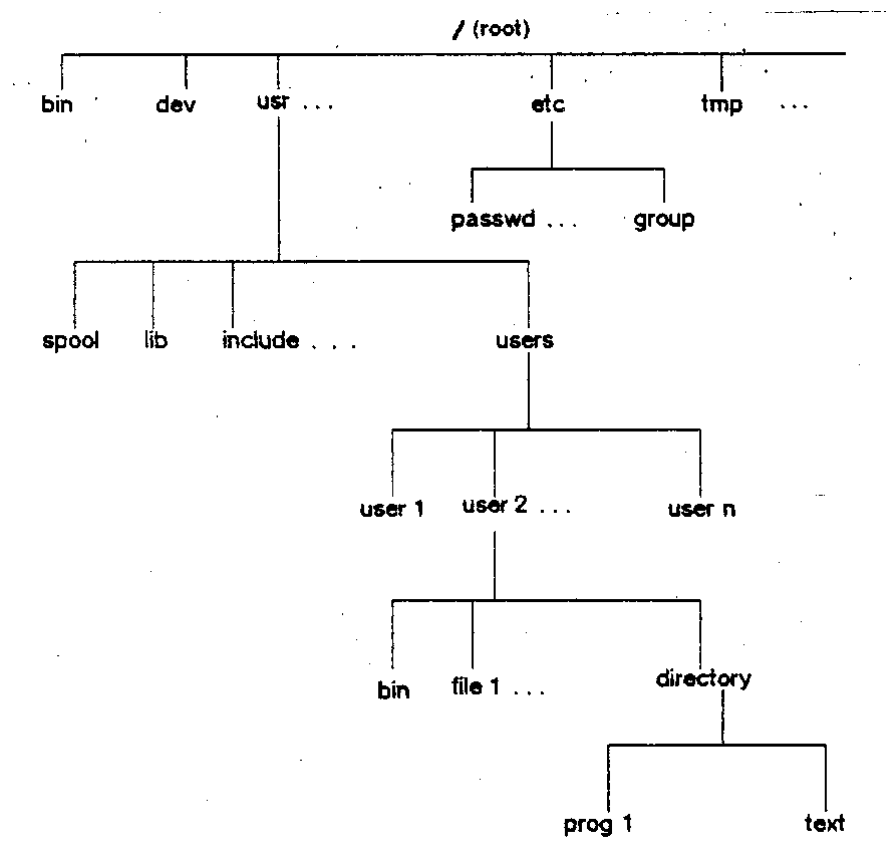 / (root)
bin dev usr ... etc tmp ...
passwd ... group
spool lib include . . . users
user 1 user 2 ... user n
bin file 1 ... directory
prog 1 text